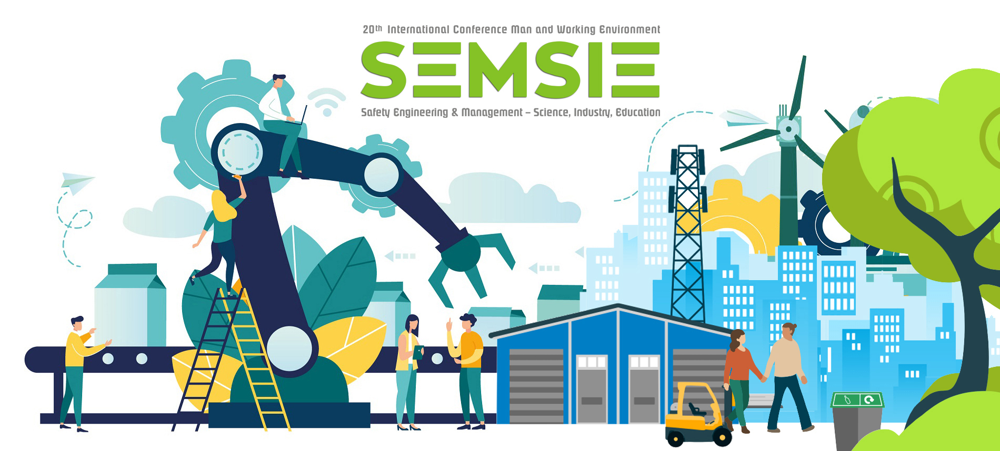 20th International Conference Man and Working Environment
SEMSIE
Safety Engineering & Management – Science, Industry, Education